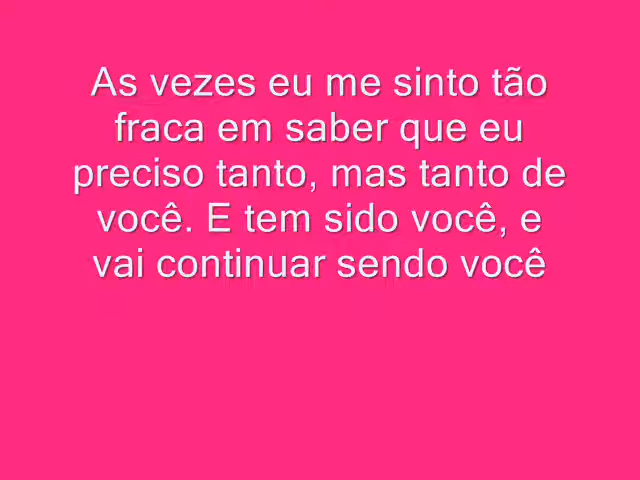 As vezes eu me sinto tão
fraca em saber que eu
preciso tanto, mas tanto de
você. E tem sido você, e
vai continuar sendo você